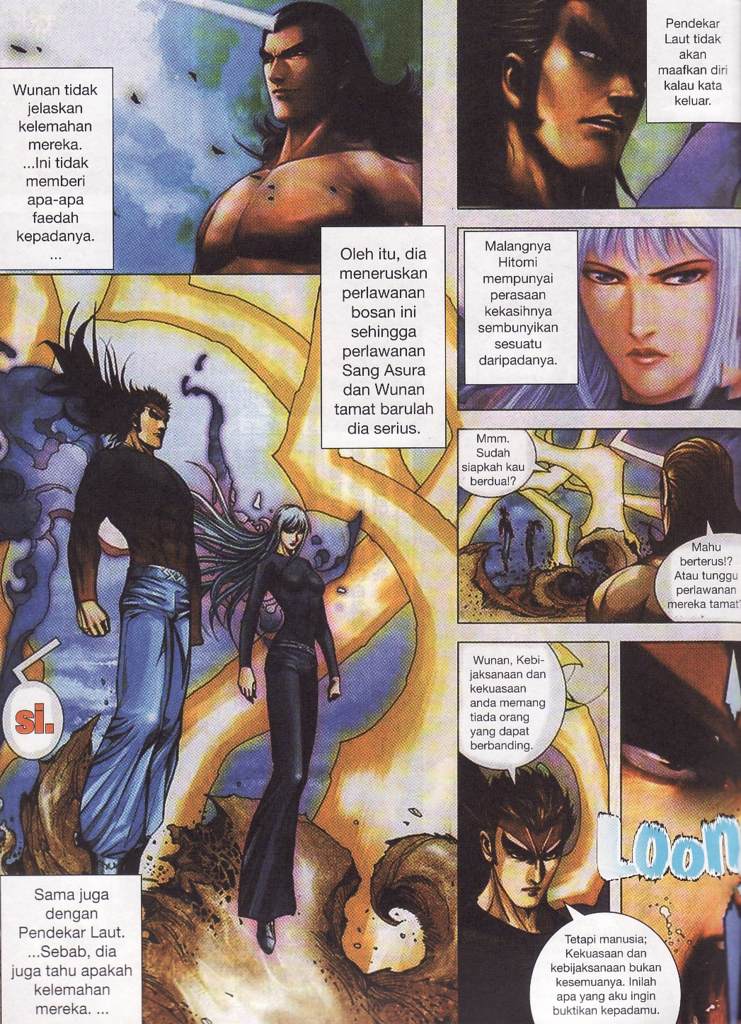 Wunan tidak
jelaskan
kelemahan
mereka.
...Ini tidak
memberi
apa-apa
faedah
kepadanya.
...
Pendekar
Laut tidak
akan
maafkan diri
kalau kata
keluar.
Oleh itu, dia
meneruskan
perlawanan
bosan ini
sehingga
perlawanan
Sang Asura
dan Wunan
tamat barulah
dia serius.
Malangnya
Hitomi
mempunyai
perasaan
kekasihnya
sembunyikan
sesuatu
daripadanya.
si.
Sama juga
dengan
Pendekar Laut.
...Sebab, dia
juga tahu apakah
kelemahan
mereka. ...
Mmm.
Sudah
siapkah kau
berdua!?
Mahu
berterus!?
Atau tunggu
perlawanan
mereka tamat?
Wunan, Kebi-
jaksanaan dan
kekuasaan
anda memang
tiada orang
yang dapat
berbanding.
Loon
Tetapi manusia;
Kekuasaan dan
kebijaksanaan bukan
kesemuanya. Inilah
apa yang aku ingin
buktikan kepadamu.